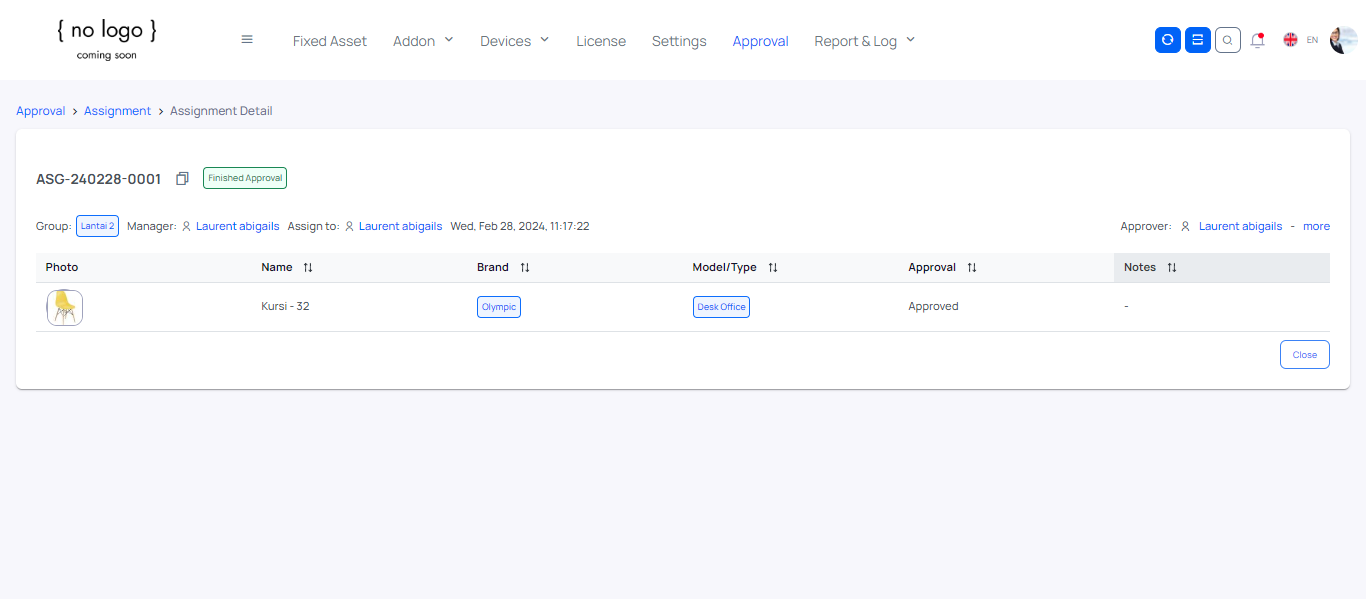 { no logo }
coming soon
Fixed Asset Addon Devices License Settings Approval Report & Log EN
Approval > Assignment > Assignment Detail
ASG-240228-0001 Finished Approval
Group: Lantai 2 Manager: Laurent abigails Assign to: Laurent abigails Wed, Feb 28, 2024, 11:17:22 Approver: Laurent abigails - more
Photo Name Brand Model/Type Approval Notes
Kursi - 32 Olympic Desk Office Approved -
Close